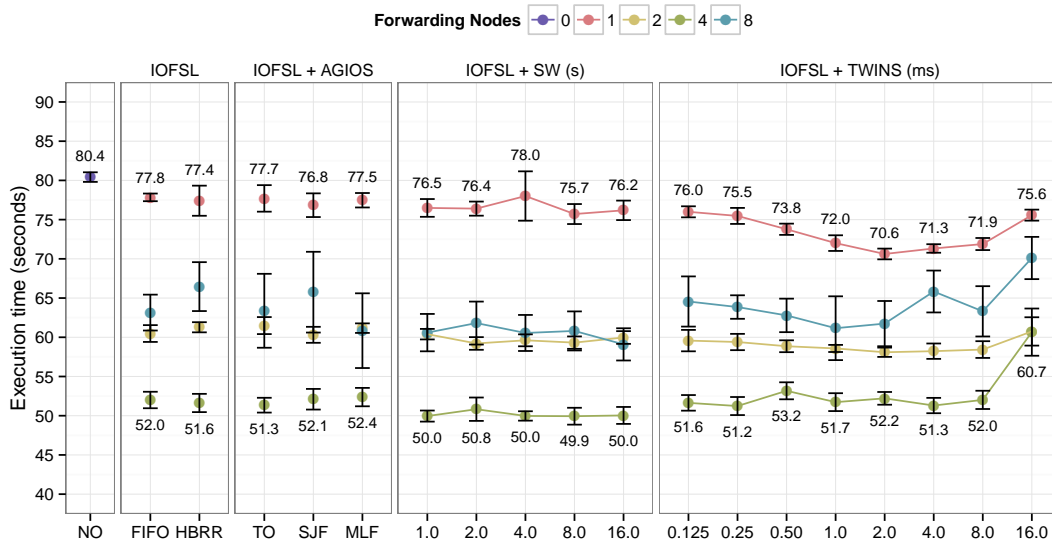 Forwarding Nodes 0 1 2 4 8
IOFSL IOFSL + AGIOS IOFSL + SW (s) IOFSL + TWINS (ms)
Execution time (seconds)
90
85
80
75
70
65
60
55
50
45
40
80.4
77.8 77.4
52.0 51.6
77.7 76.8 77.5
51.3 52.1 52.4
76.5 76.4 78.0 75.7 76.2
50.0 50.8 50.0 49.9 50.0
76.0 75.5 73.8 72.0 70.6 71.3 71.9 75.6
51.6 51.2 53.2 51.7 52.2 51.3 52.0 60.7
NO FIFO HBRR TO SJF MLF 1.0 2.0 4.0 8.0 16.0 0.125 0.25 0.50 1.0 2.0 4.0 8.0 16.0